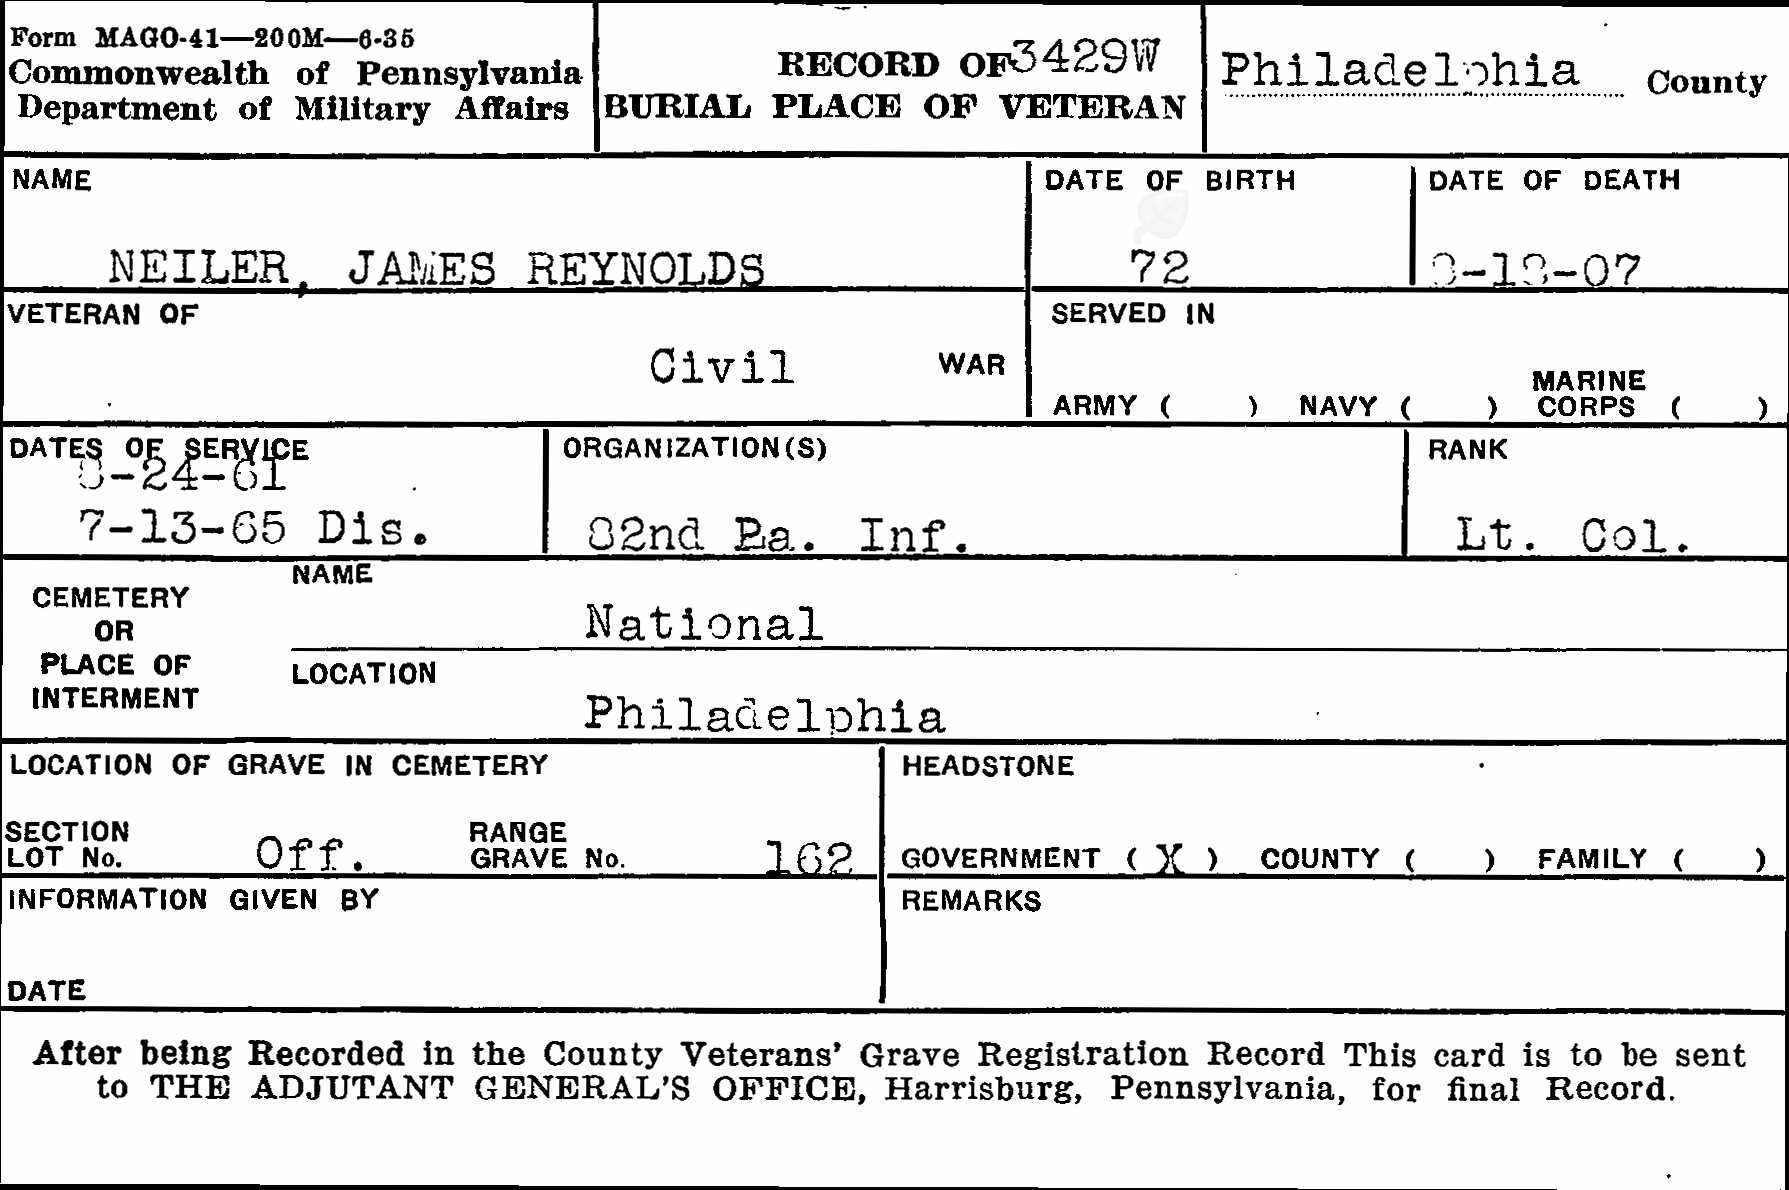 Form MAGO-41—200M—6-35
Commonwealth of Pennsylvania
Department of Military Affairs
RECORD OF 3429W
BURIAL PLACE OF VETERAN
Philadelphia County
NAME
NEILER, JAMES REYNOLDS
DATE OF BIRTH
72
DATE OF DEATH
VETERAN OF
Civil WAR
SERVED IN
ARMY ( ) NAVY ( ) MARINE CORPS ( )
DATES OF SERVICE
8-24-61
7-13-65 Dis.
ORGANIZATION(S)
82nd Pa. Inf.
RANK
Lt. Col.
CEMETERY
OR
PLACE OF
INTERMENT
NAME
National
LOCATION
Philadelphia
LOCATION OF GRAVE IN CEMETERY
SECTION
LOT No. Off.
RANGE
GRAVE No. 162
HEADSTONE
GOVERNMENT ( X ) COUNTY ( ) FAMILY ( )
INFORMATION GIVEN BY
DATE
REMARKS
After being Recorded in the County Veterans' Grave Registration Record This card is to be sent
to THE ADJUTANT GENERAL'S OFFICE, Harrisburg, Pennsylvania, for final Record.